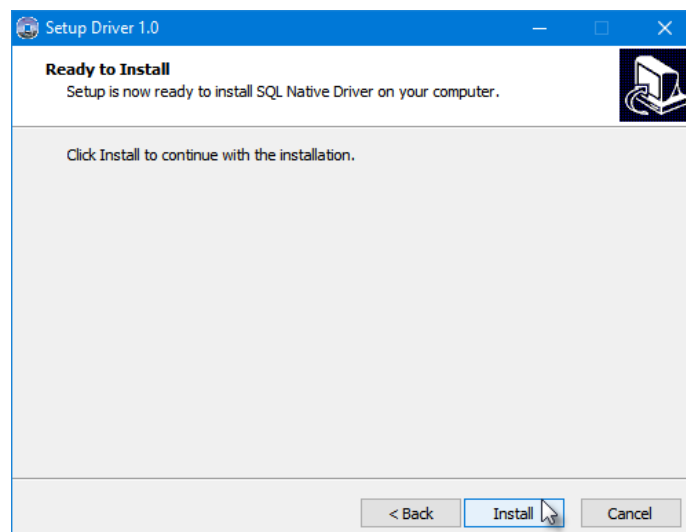 Setup Driver 1.0
Ready to Install
Setup is now ready to install SQL Native Driver on your computer.
Click Install to continue with the installation.
< Back Install Cancel